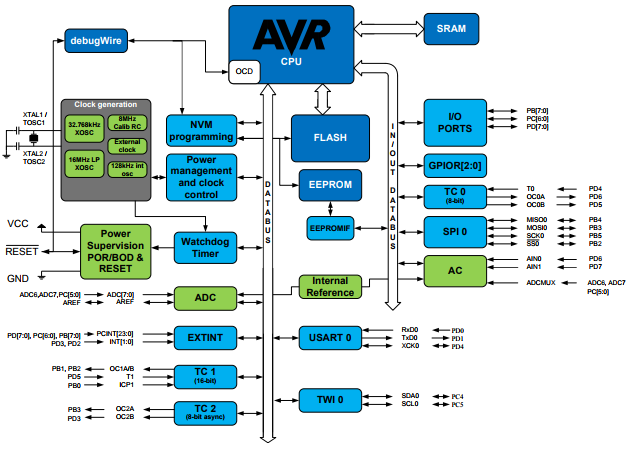 debugWire
AVR
CPU
OCD
SRAM
Clock generation
XTAL1 /
TOSC1
XTAL2 /
TOSC2
32.768kHz
XOSC
8MHz
Calib RC
External
clock
16MHz LP
XOSC
128kHz int
osc
NVM
programming
FLASH
I/O
PORTS
PB[7:0]
PC[6:0]
PD[7:0]
Power
management
and clock
control
EEPROM
GPIOR[2:0]
DATABUS
IN/OUT DATABUS
TC 0
(8-bit)
T0
OC0A
OC0B
PD4
PD6
PD5
VCC
RESET
GND
Power
Supervision
POR/BOD &
RESET
Watchdog
Timer
EEPROMIF
SPI 0
MISO0
MOSI0
SCK0
SS0
PB4
PB3
PB5
PB2
Internal
Reference
AC
AIN0
AIN1
ADCMUX
PD6
PD7
ADC6, ADC7
PC[5:0]
ADC6,ADC7,PC[5:0]
AREF
ADC[7:0]
AREF
ADC
PD[7:0], PC[6:0], PB[7:0]
PD3, PD2
PCINT[23:0]
INT[1:0]
EXTINT
USART 0
RxD0
TxD0
XCK0
PD0
PD1
PD4
PB1, PB2
PD5
PB0
OC1A/B
T1
ICP1
TC 1
(16-bit)
TWI 0
SDA0
SCL0
PC4
PC5
PB3
PD3
OC2A
OC2B
TC 2
(8-bit async)